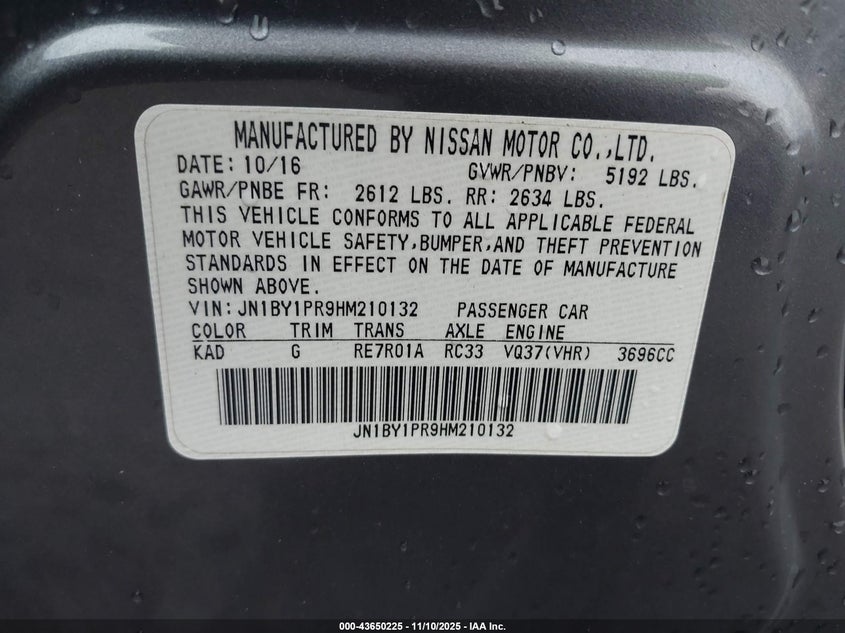 MANUFACTURED BY NISSAN MOTOR CO.,LTD.
DATE: 10/16 GVWR/PNBV: 5192 LBS.
GAWR/PNBE FR: 2612 LBS. RR: 2634 LBS.
THIS VEHICLE CONFORMS TO ALL APPLICABLE FEDERAL
MOTOR VEHICLE SAFETY,BUMPER,AND THEFT PREVENTION
STANDARDS IN EFFECT ON THE DATE OF MANUFACTURE
SHOWN ABOVE.
VIN:JN1BY1PR9HM210132 PASSENGER CAR
COLOR TRIM TRANS AXLE ENGINE
KAD G RE7R01A RC33 VQ37(VHR) 3696CC
JN1BY1PR9HM210132
000-43650225 - 11/10/2025 - IAA Inc.